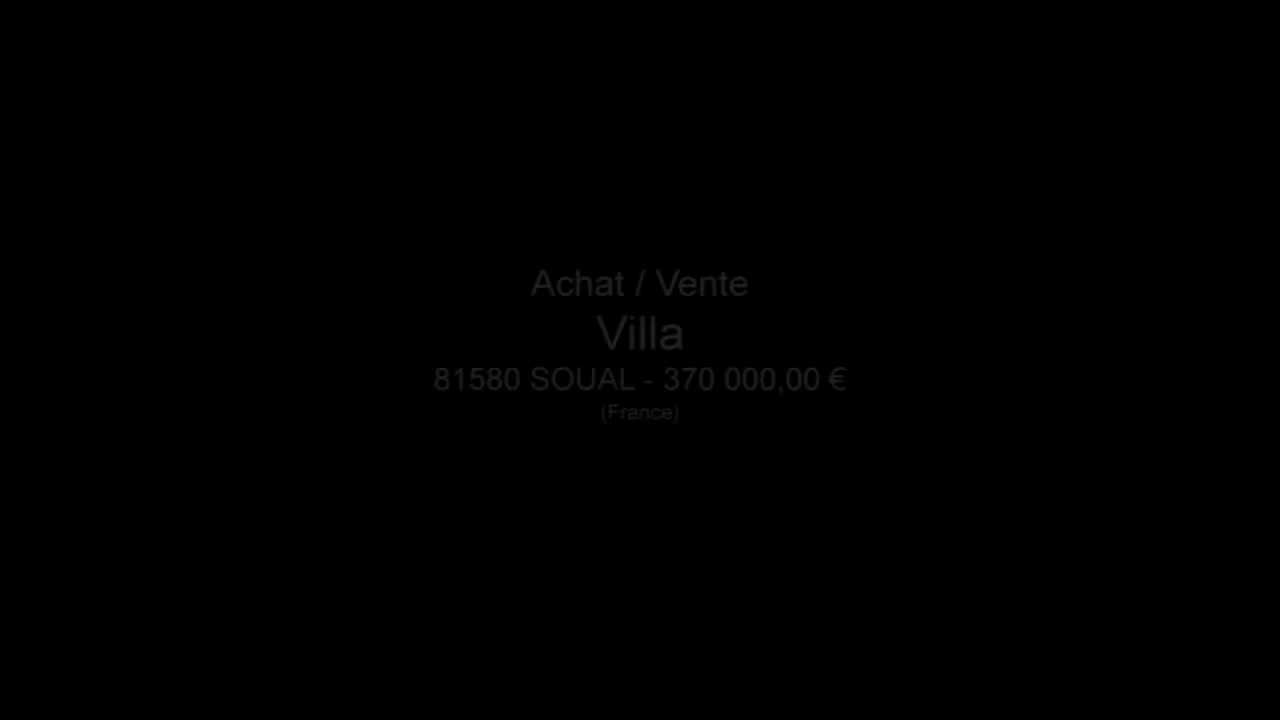 Achat / Vente
Villa
81580 SOUAL - 370 000,00 €
(France)